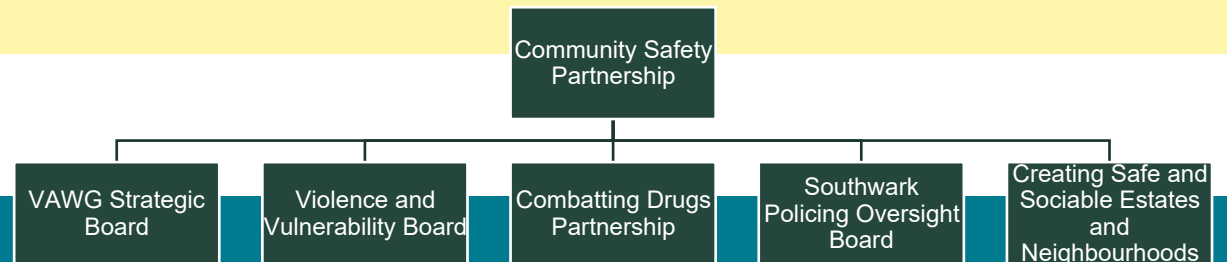 Community Safety
Partnership
VAWG Strategic
Board
Violence and
Vulnerability Board
Combatting Drugs
Partnership
Southwark
Policing Oversight
Board
Creating Safe and
Sociable Estates
and
Neighbourhoods